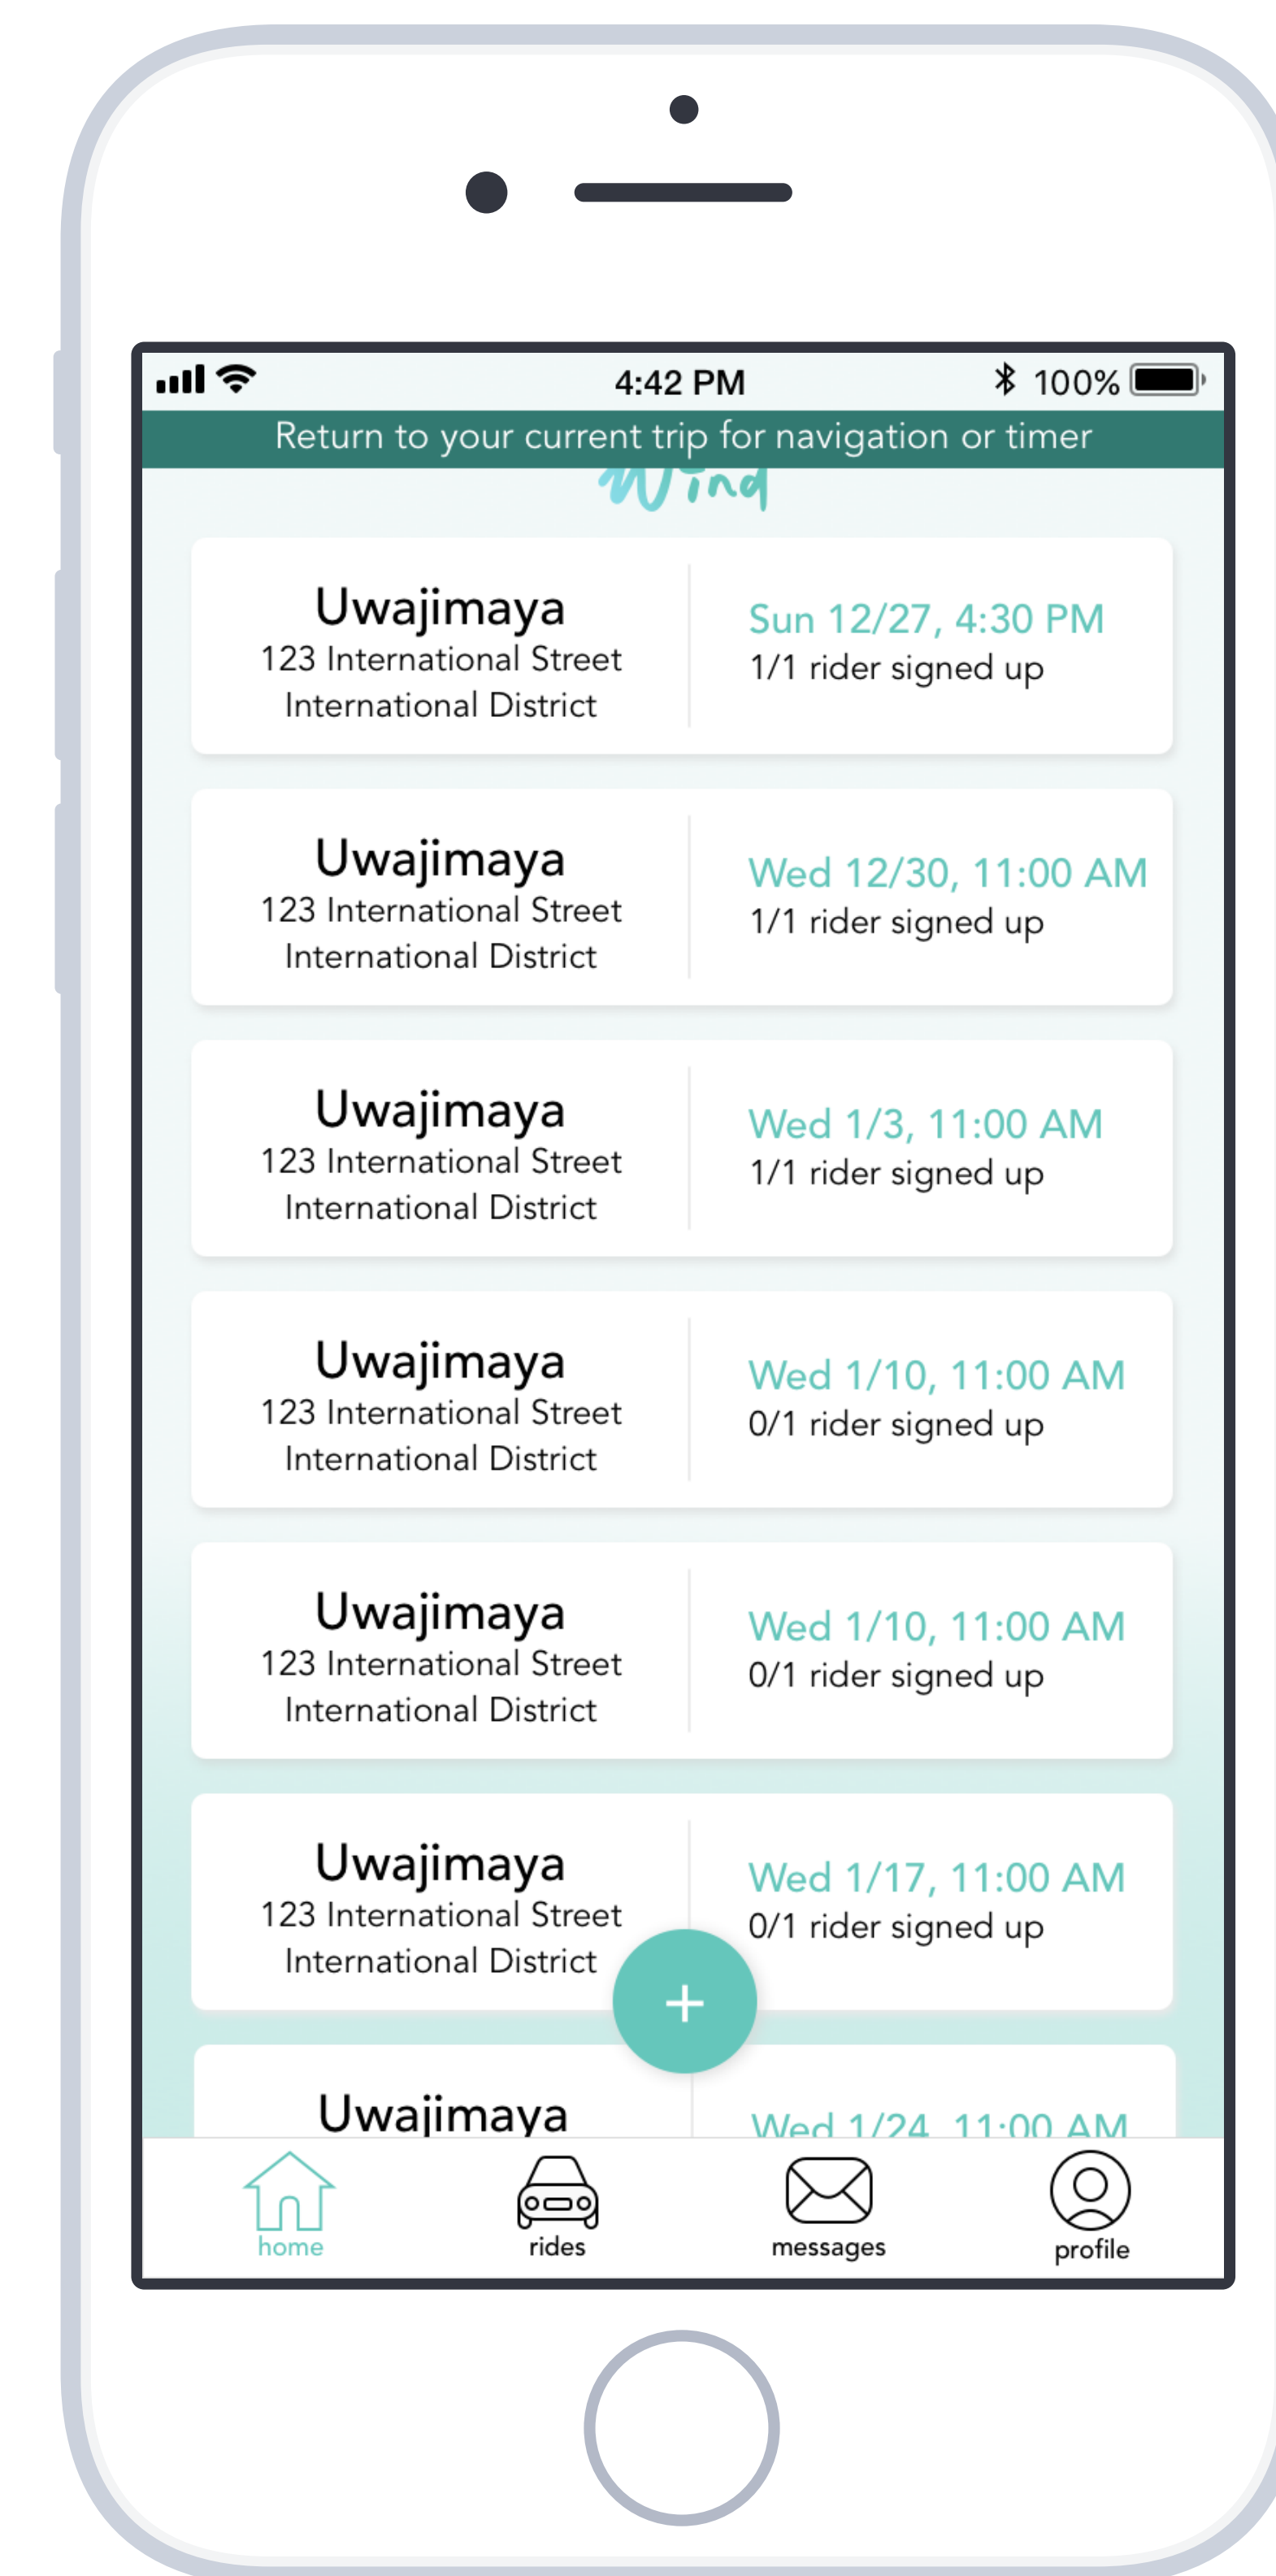 4:42 PM
100%
Return to your current trip for navigation or timer
Wind
Uwajimaya
123 International Street
International District
Sun 12/27, 4:30 PM
1/1 rider signed up
Uwajimaya
123 International Street
International District
Wed 12/30, 11:00 AM
1/1 rider signed up
Uwajimaya
123 International Street
International District
Wed 1/3, 11:00 AM
1/1 rider signed up
Uwajimaya
123 International Street
International District
Wed 1/10, 11:00 AM
0/1 rider signed up
Uwajimaya
123 International Street
International District
Wed 1/10, 11:00 AM
0/1 rider signed up
Uwajimaya
123 International Street
International District
Wed 1/17, 11:00 AM
0/1 rider signed up
+
Uwajimaya
Wed 1/24, 11:00 AM
home
rides
messages
profile